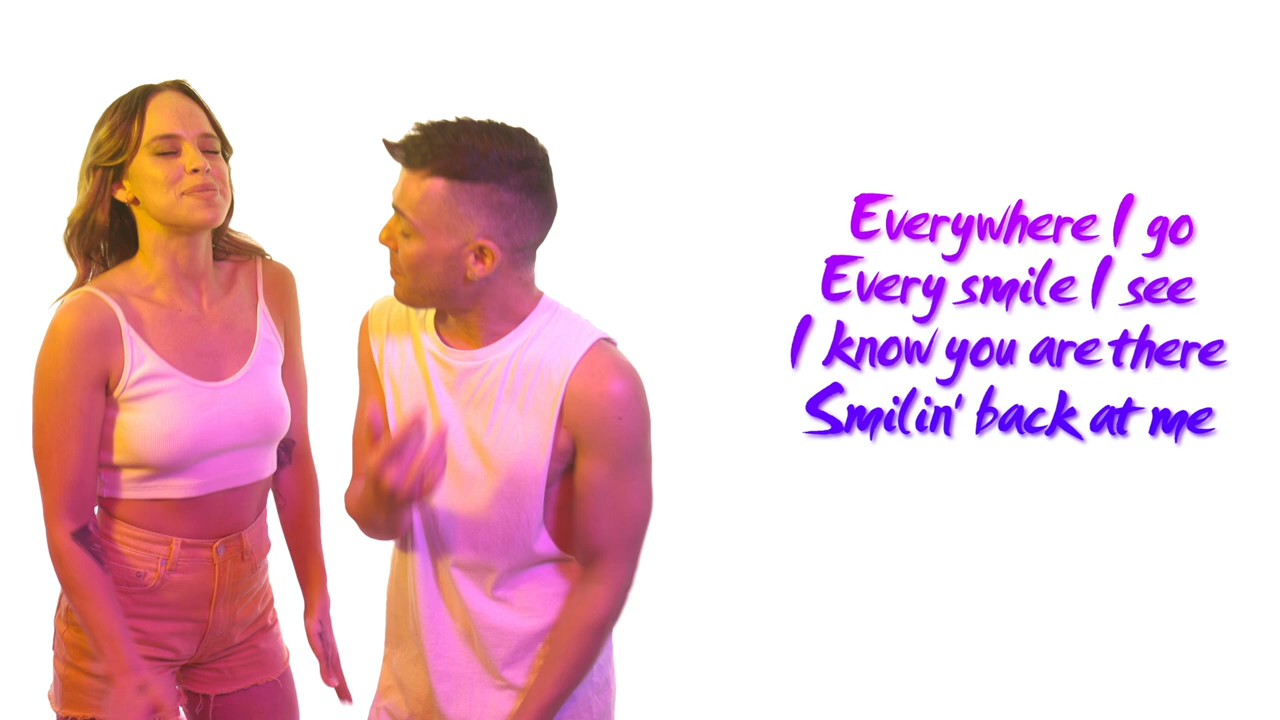 Everywhere I go
Every smile I see
I know you are there
Smilin' back at me